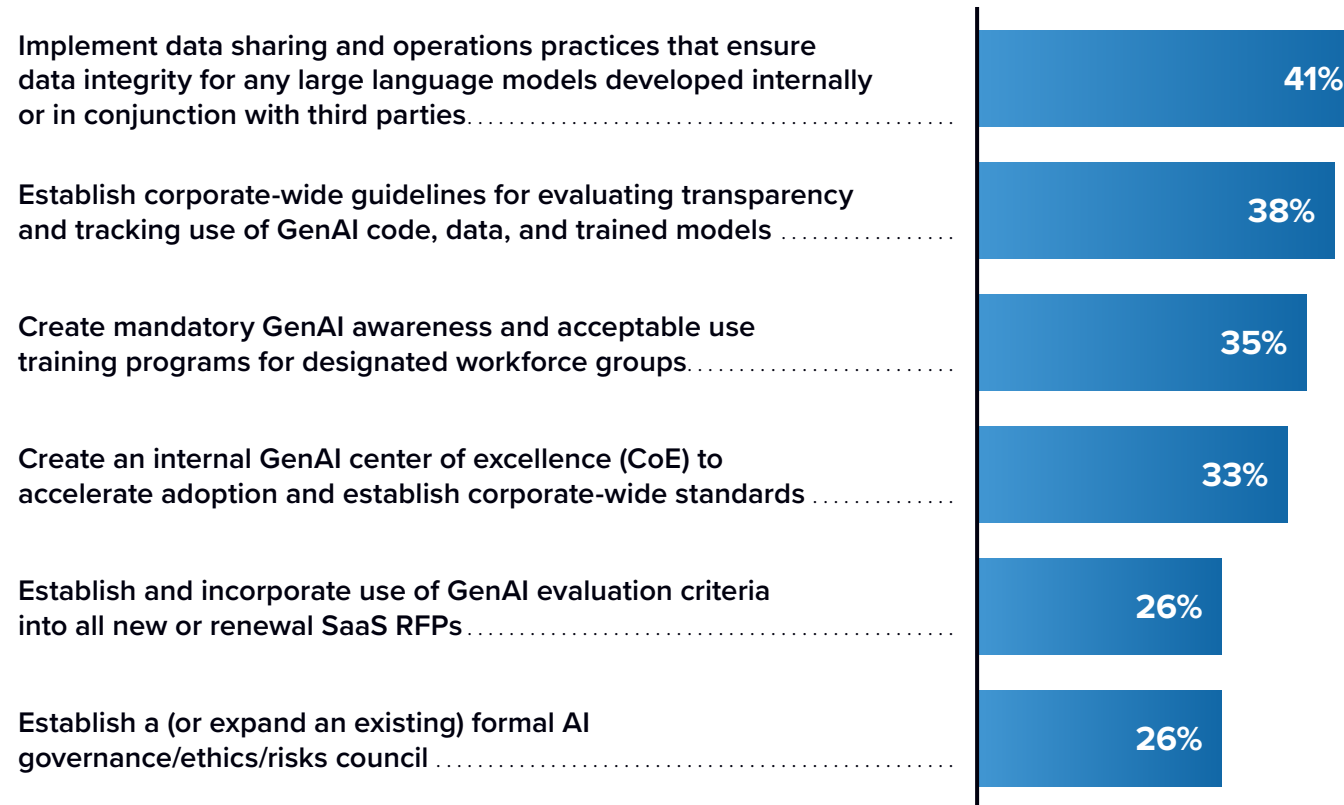 Implement data sharing and operations practices that ensure
data integrity for any large language models developed internally
or in conjunction with third parties
41%
Establish corporate-wide guidelines for evaluating transparency
and tracking use of GenAI code, data, and trained models
38%
Create mandatory GenAI awareness and acceptable use
training programs for designated workforce groups
35%
Create an internal GenAI center of excellence (CoE) to
accelerate adoption and establish corporate-wide standards
33%
Establish and incorporate use of GenAI evaluation criteria
into all new or renewal SaaS RFPs
26%
Establish a (or expand an existing) formal AI
governance/ethics/risks council
26%